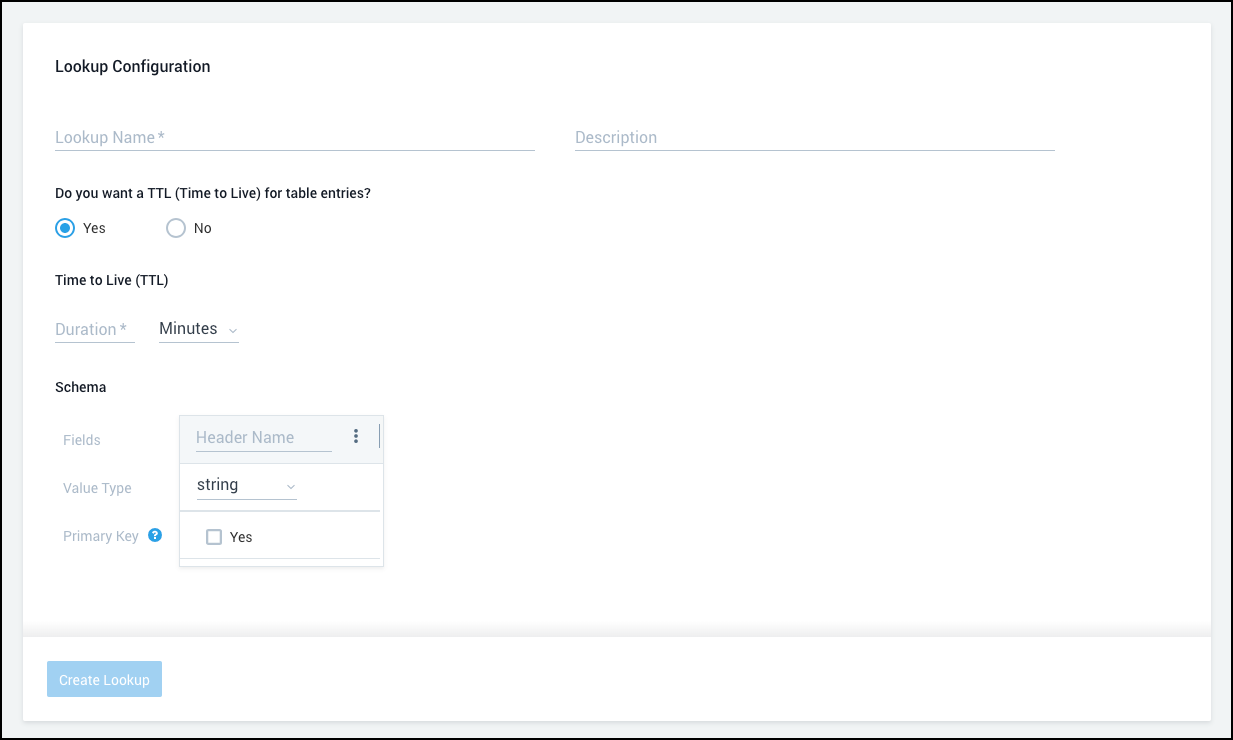 Lookup Configuration
Lookup Name *
Description
Do you want a TTL (Time to Live) for table entries?
Yes
No
Time to Live (TTL)
Duration *
Minutes
Schema
Fields
Header Name
Value Type
string
Primary Key ?
Yes
Create Lookup